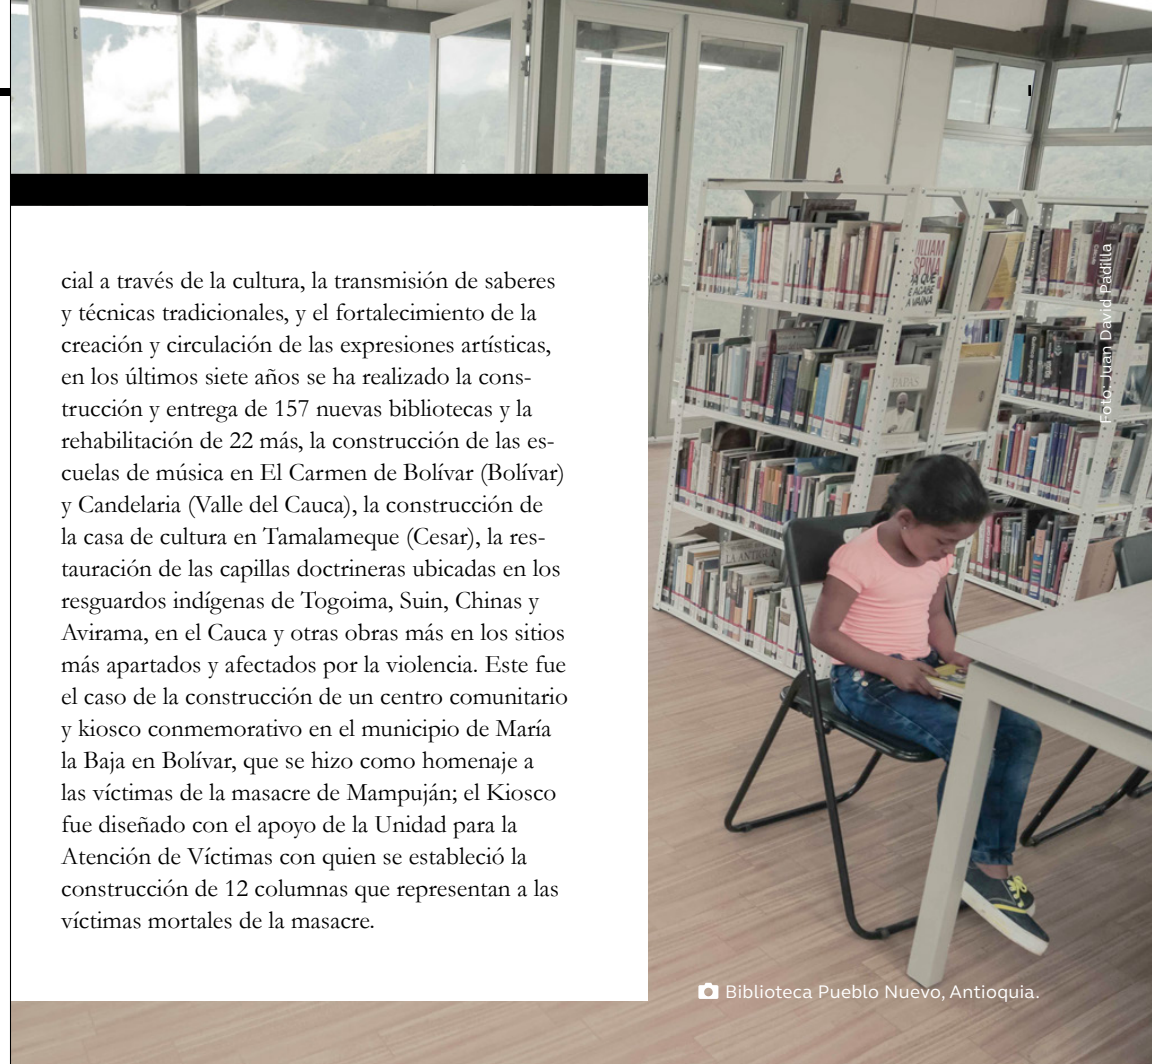 cial a través de la cultura, la transmisión de saberes
y técnicas tradicionales, y el fortalecimiento de la
creación y circulación de las expresiones artísticas,
en los últimos siete años se ha realizado la cons-
trucción y entrega de 157 nuevas bibliotecas y la
rehabilitación de 22 más, la construcción de las es-
cuelas de música en El Carmen de Bolívar (Bolívar)
y Candelaria (Valle del Cauca), la construcción de
la casa de cultura en Tamalameque (Cesar), la res-
tauración de las capillas doctrineras ubicadas en los
resguardos indígenas de Togoima, Suin, Chinas y
Avirama, en el Cauca y otras obras más en los sitios
más apartados y afectados por la violencia. Este fue
el caso de la construcción de un centro comunitario
y kiosco conmemorativo en el municipio de María
la Baja en Bolívar, que se hizo como homenaje a
las víctimas de la masacre de Mampuján; el Kiosco
fue diseñado con el apoyo de la Unidad para la
Atención de Víctimas con quien se estableció la
construcción de 12 columnas que representan a las
víctimas mortales de la masacre.
ILLIAM
SPINA
PAPAS
LA ANTIGUA
Foto: Juan David Padilla
Biblioteca Pueblo Nuevo, Antioquia.